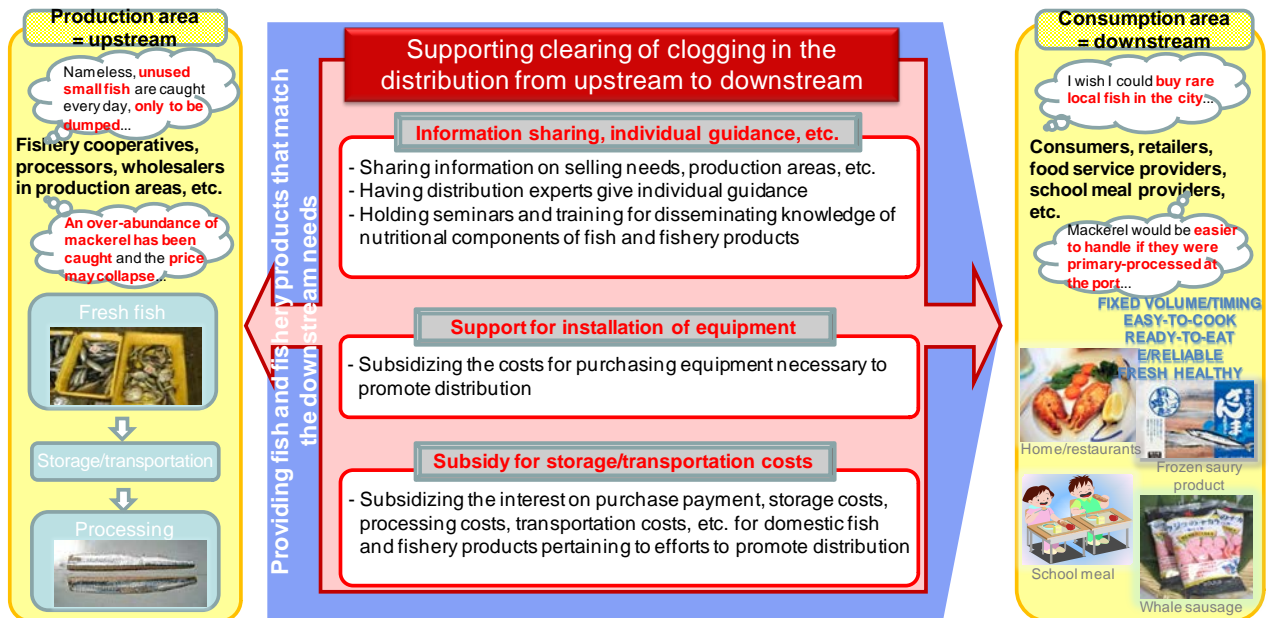 Production area
= upstream
Nameless, unused
small fish are caught
every day, only to be
dumped...
Fishery cooperatives,
processors, wholesalers
in production areas, etc.
An over-abundance of
mackerel has been
caught and the price
may collapse...
Fresh fish
Storage/transportation
Processing
Providing fish and fishery products that match
the downstream needs
Supporting clearing of clogging in the
distribution from upstream to downstream
Information sharing, individual guidance, etc.
- Sharing information on selling needs, production areas, etc.
- Having distribution experts give individual guidance
- Holding seminars and training for disseminating knowledge of
nutritional components of fish and fishery products
Support for installation of equipment
- Subsidizing the costs for purchasing equipment necessary to
promote distribution
Subsidy for storage/transportation costs
- Subsidizing the interest on purchase payment, storage costs,
processing costs, transportation costs, etc. for domestic fish
and fishery products pertaining to efforts to promote distribution
Consumption area
= downstream
I wish I could buy rare
local fish in the city...
Consumers, retailers,
food service providers,
school meal providers,
etc.
Mackerel would be easier
to handle if they were
primary-processed at
the port...
FIXED VOLUME/TIMING
EASY-TO-COOK
READY-TO-EAT
E/RELIABLE
FRESH HEALTHY
さんま
Home/restaurants
Frozen saury
product
School meal
Whale sausage